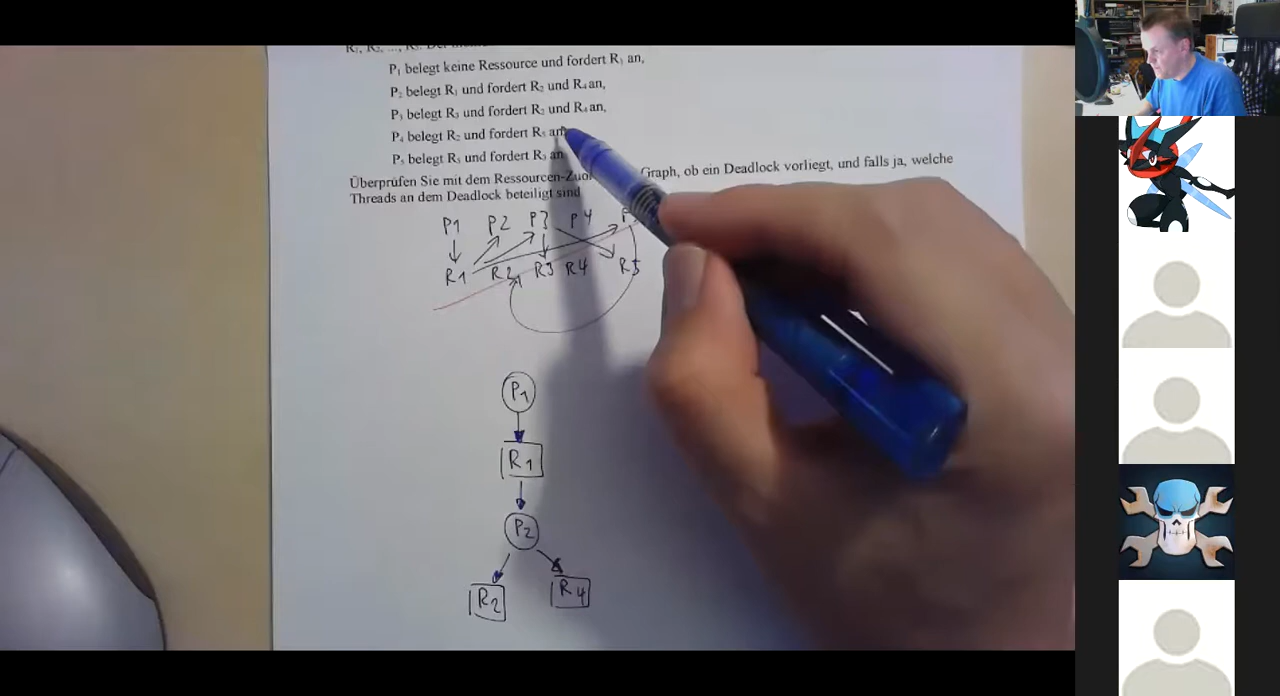 P₁ belegt keine Ressource und fordert R₁ an,
P₂ belegt R₁ und fordert R₂ und R₄ an,
P₃ belegt R₃ und fordert R₂ und R₄ an,
P₄ belegt R₂ und fordert R₅ an
P₅ belegt R₅ und fordert R₃ an
Überprüfen Sie mit dem Graph, ob ein Deadlock vorliegt, und falls ja, welche
Threads an dem Deadlock beteiligt sind
P1 P2 P3 P4
R1 R2 R3 R4 R5
P1
R1
P2
R2 R4